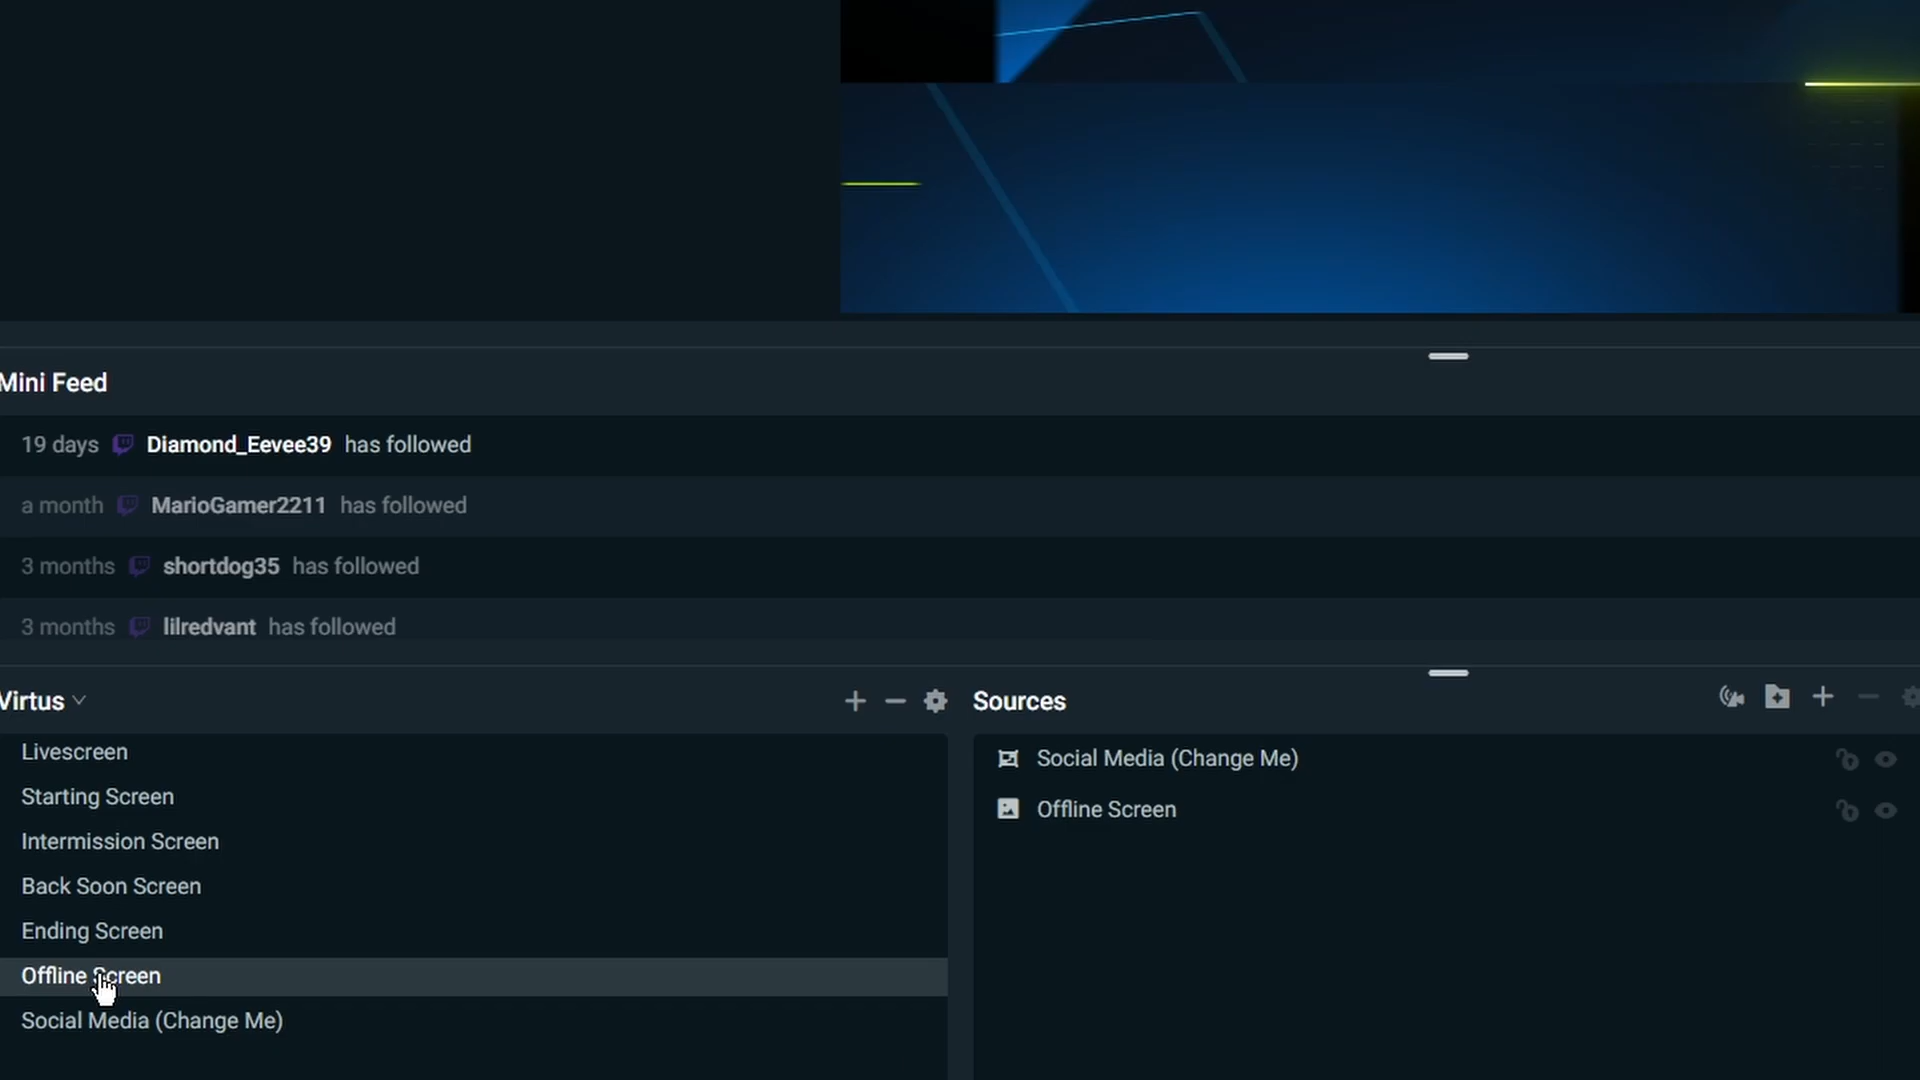 Mini Feed
19 days Diamond_Eevee39 has followed
a month MarioGamer2211 has followed
3 months shortdog35 has followed
3 months lilredvant has followed
Virtus
Livescreen
Starting Screen
Intermission Screen
Back Soon Screen
Ending Screen
Offline Screen
Social Media (Change Me)
Sources
Social Media (Change Me)
Offline Screen